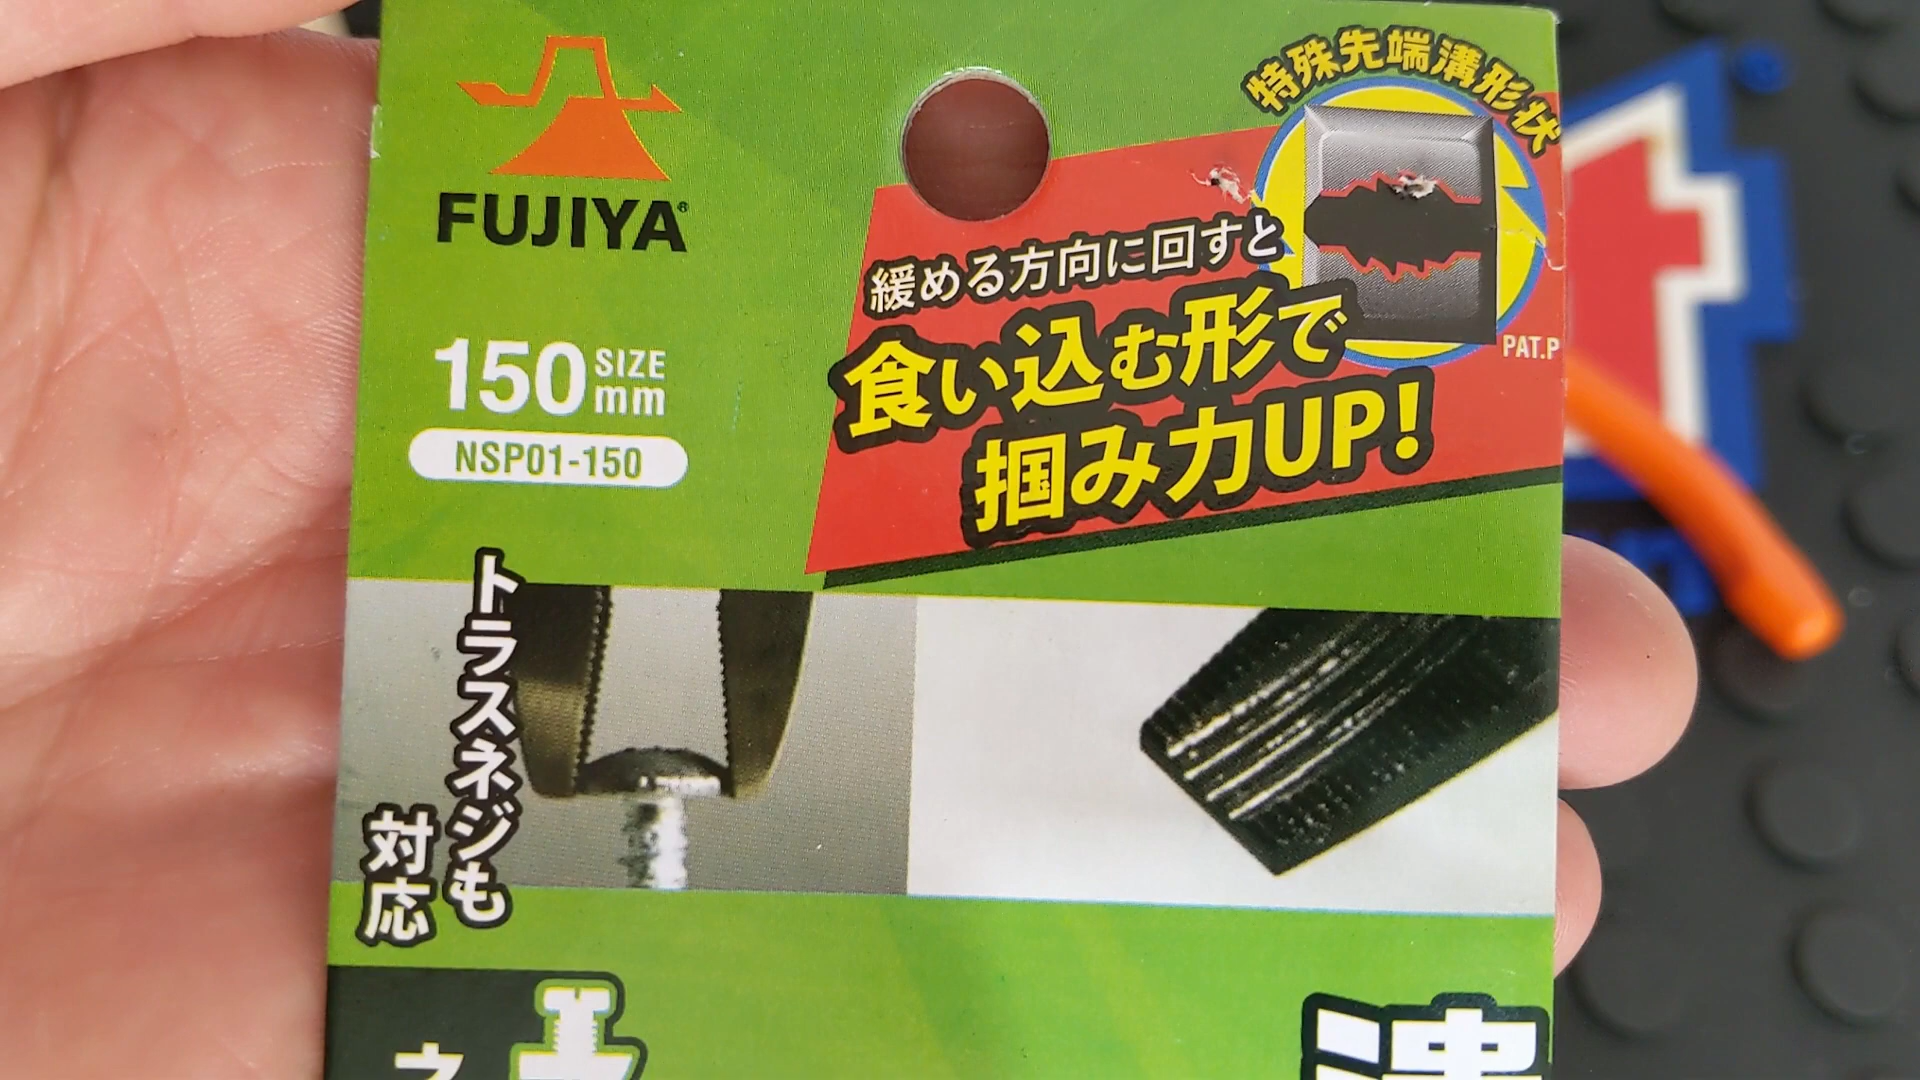 FUJIYA®
特殊先端溝形状
PAT.P
緩める方向に回すと
食い込む形で
掴み力UP!
150 SIZE mm
NSP01-150
トラスネジも
対応
ネ